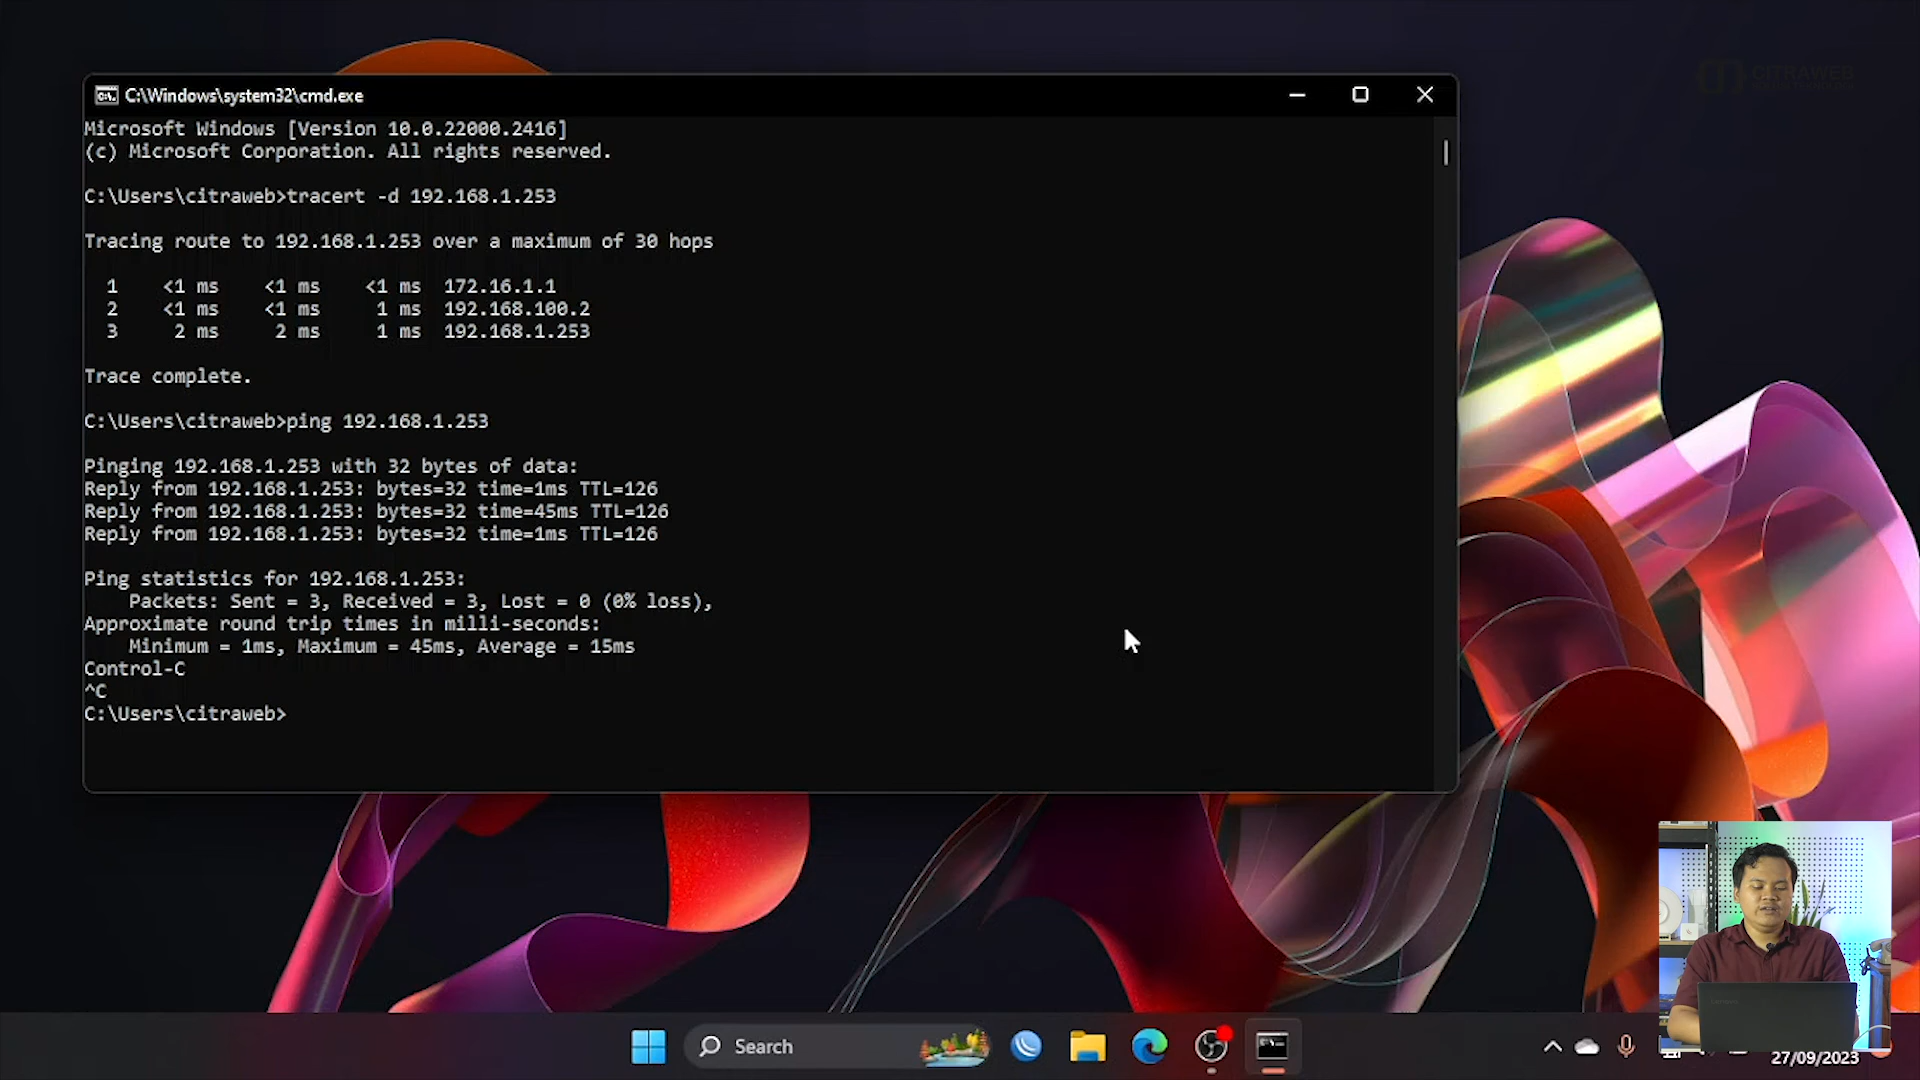 CITRAWEB
C:\Windows\system32\cmd.exe
Microsoft Windows [Version 10.0.22000.2416]
(c) Microsoft Corporation. All rights reserved.
C:\Users\citraweb>tracert -d 192.168.1.253
Tracing route to 192.168.1.253 over a maximum of 30 hops
1 <1 ms <1 ms <1 ms 172.16.1.1
2 <1 ms <1 ms 1 ms 192.168.100.2
3 2 ms 2 ms 1 ms 192.168.1.253
Trace complete.
C:\Users\citraweb>ping 192.168.1.253
Pinging 192.168.1.253 with 32 bytes of data:
Reply from 192.168.1.253: bytes=32 time=1ms TTL=126
Reply from 192.168.1.253: bytes=32 time=45ms TTL=126
Reply from 192.168.1.253: bytes=32 time=1ms TTL=126
Ping statistics for 192.168.1.253:
Packets: Sent = 3, Received = 3, Lost = 0 (0% loss),
Approximate round trip times in milli-seconds:
Minimum = 1ms, Maximum = 45ms, Average = 15ms
Control-C
^C
C:\Users\citraweb>
Search
27/09/2023